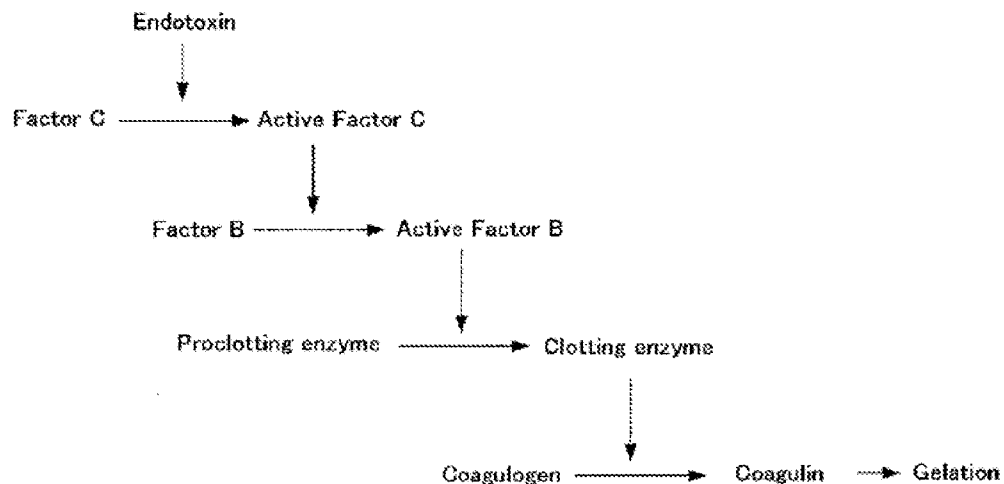 Endotoxin
Factor C Active Factor C
Factor B Active Factor B
Proclotting enzyme Clotting enzyme
Coagulogen Coagulin Gelation